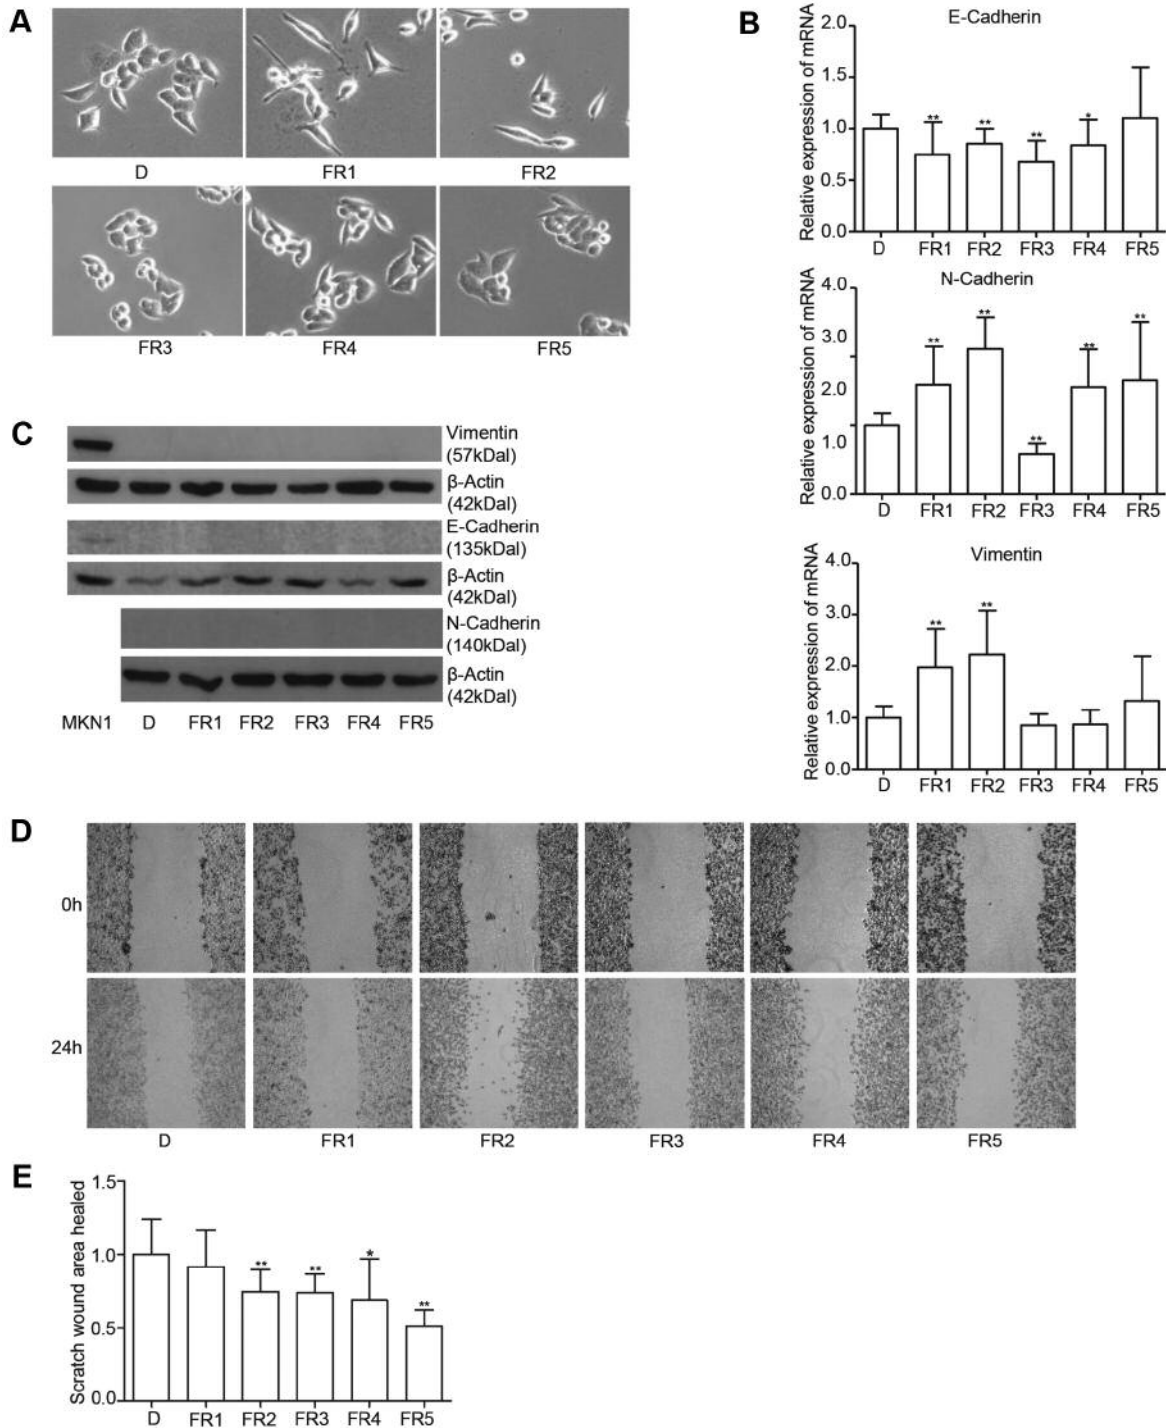 A
D
FR1
FR2
FR3
FR4
FR5
B
E-Cadherin
Relative expression of mRNA
2.0
1.5
1.0
0.5
0.0
**
**
**
*
D
FR1
FR2
FR3
FR4
FR5
N-Cadherin
Relative expression of mRNA
4.0
3.0
2.0
1.0
0.0
**
**
**
**
**
D
FR1
FR2
FR3
FR4
FR5
Vimentin
Relative expression of mRNA
4.0
3.0
2.0
1.0
0.0
**
**
D
FR1
FR2
FR3
FR4
FR5
C
Vimentin
(57kDal)
β-Actin
(42kDal)
E-Cadherin
(135kDal)
β-Actin
(42kDal)
N-Cadherin
(140kDal)
β-Actin
(42kDal)
MKN1 D FR1 FR2 FR3 FR4 FR5
D
0h
24h
D
FR1
FR2
FR3
FR4
FR5
E
Scratch wound area healed
1.5
1.0
0.5
0.0
**
**
*
**
D
FR1
FR2
FR3
FR4
FR5